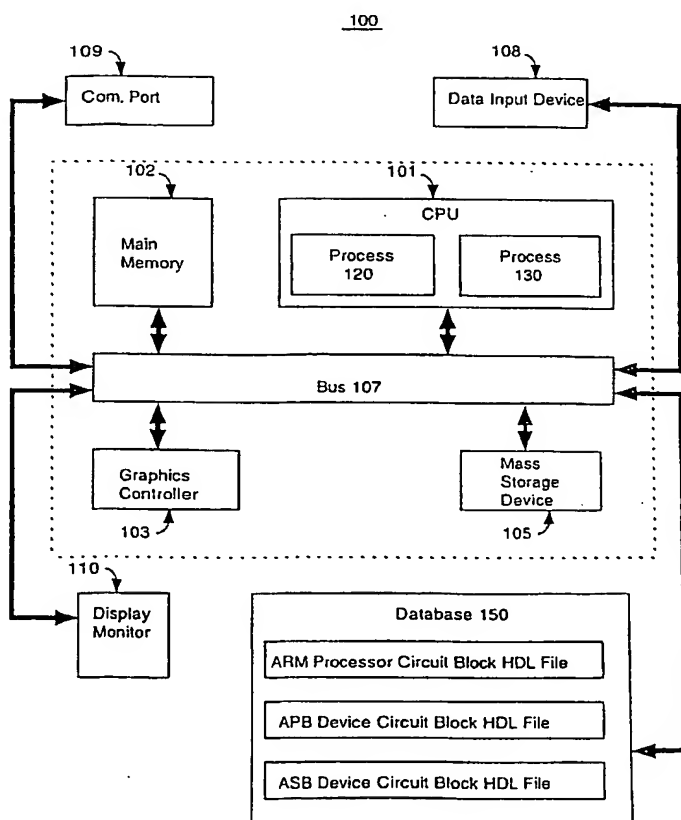 100
109
108
Com. Port
Data Input Device
102
101
Main
Memory
CPU
Process
120
Process
130
Bus 107
Graphics
Controller
Mass
Storage
Device
103
105
110
Display
Monitor
Database 150
ARM Processor Circuit Block HDL File
APB Device Circuit Block HDL File
ASB Device Circuit Block HDL File